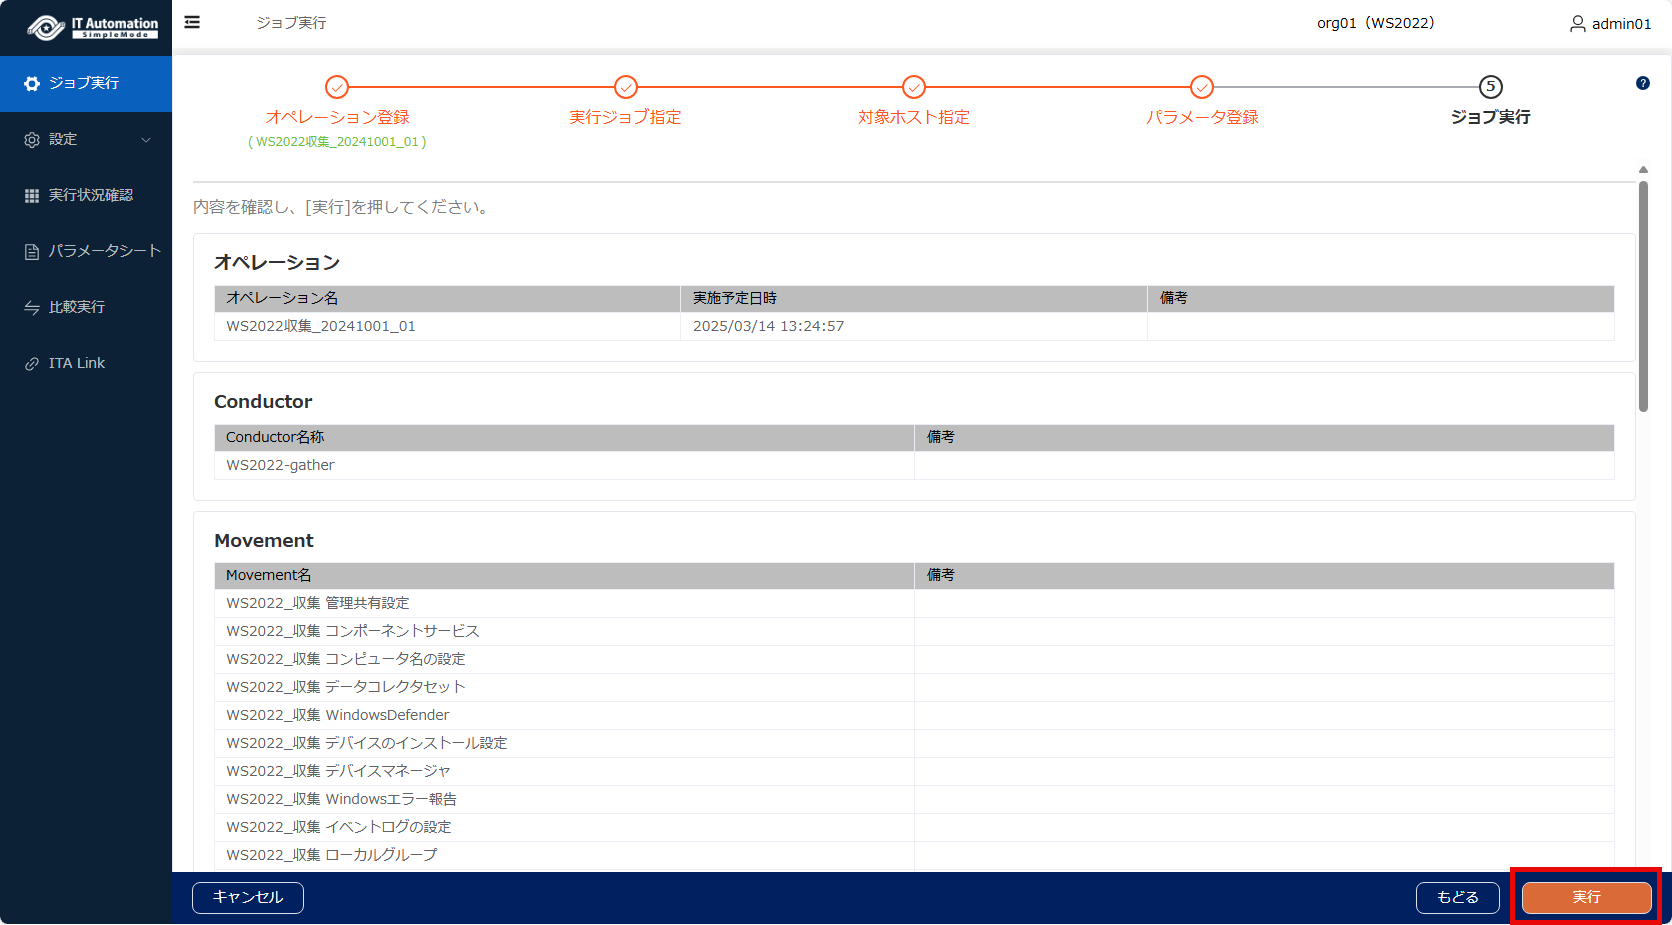 IT Automation
SimpleMode
ジョブ実行
org01（WS2022）
admin01
ジョブ実行
設定
実行状況確認
パラメータシート
比較実行
ITA Link
オペレーション登録
( WS2022収集_20241001_01 )
実行ジョブ指定
対象ホスト指定
パラメータ登録
5
ジョブ実行
?
内容を確認し、[実行]を押してください。
オペレーション
オペレーション名 実施予定日時 備考
WS2022収集_20241001_01 2025/03/14 13:24:57
Conductor
Conductor名称 備考
WS2022-gather
Movement
Movement名 備考
WS2022_収集 管理共有設定
WS2022_収集 コンポーネントサービス
WS2022_収集 コンピュータ名の設定
WS2022_収集 データコレクタセット
WS2022_収集 WindowsDefender
WS2022_収集 デバイスのインストール設定
WS2022_収集 デバイスマネージャ
WS2022_収集 Windowsエラー報告
WS2022_収集 イベントログの設定
WS2022_収集 ローカルグループ
キャンセル
もどる
実行